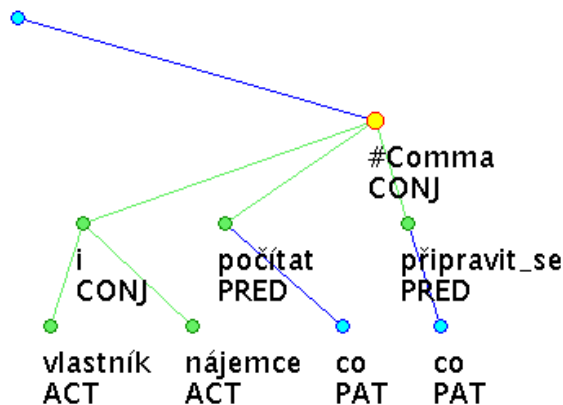 #Comma
CONJ
i
CONJ
počítat
PRED
připravit_se
PRED
vlastník
ACT
nájemce
ACT
co
PAT
co
PAT